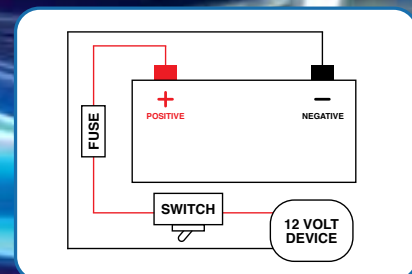 +
−
POSITIVE
NEGATIVE
FUSE
SWITCH
12 VOLT
DEVICE